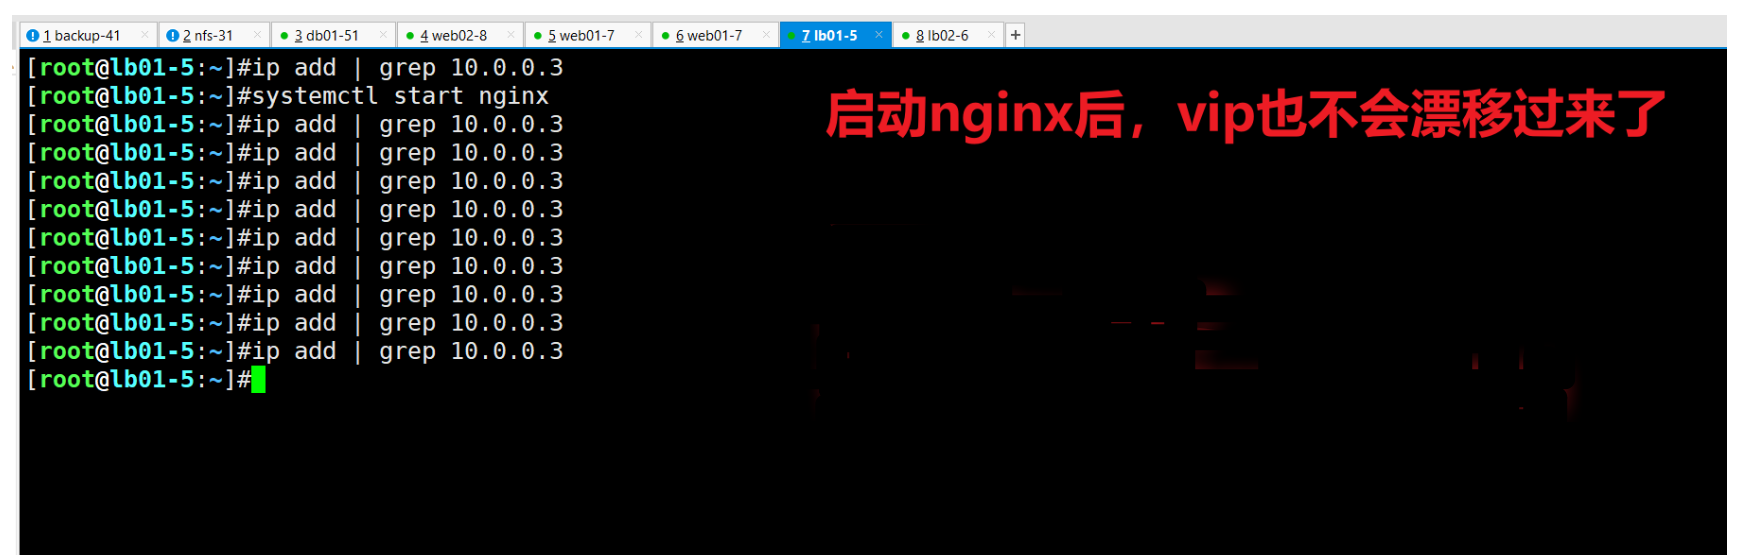 1 backup-41 × 2 nfs-31 × 3 db01-51 × 4 web02-8 × 5 web01-7 × 6 web01-7 × 7 lb01-5 × 8 lb02-6 × +
[root@lb01-5:~]#ip add | grep 10.0.0.3
[root@lb01-5:~]#systemctl start nginx
启动nginx后，vip也不会漂移过来了
[root@lb01-5:~]#ip add | grep 10.0.0.3
[root@lb01-5:~]#ip add | grep 10.0.0.3
[root@lb01-5:~]#ip add | grep 10.0.0.3
[root@lb01-5:~]#ip add | grep 10.0.0.3
[root@lb01-5:~]#ip add | grep 10.0.0.3
[root@lb01-5:~]#ip add | grep 10.0.0.3
[root@lb01-5:~]#ip add | grep 10.0.0.3
[root@lb01-5:~]#ip add | grep 10.0.0.3
[root@lb01-5:~]#ip add | grep 10.0.0.3
[root@lb01-5:~]#